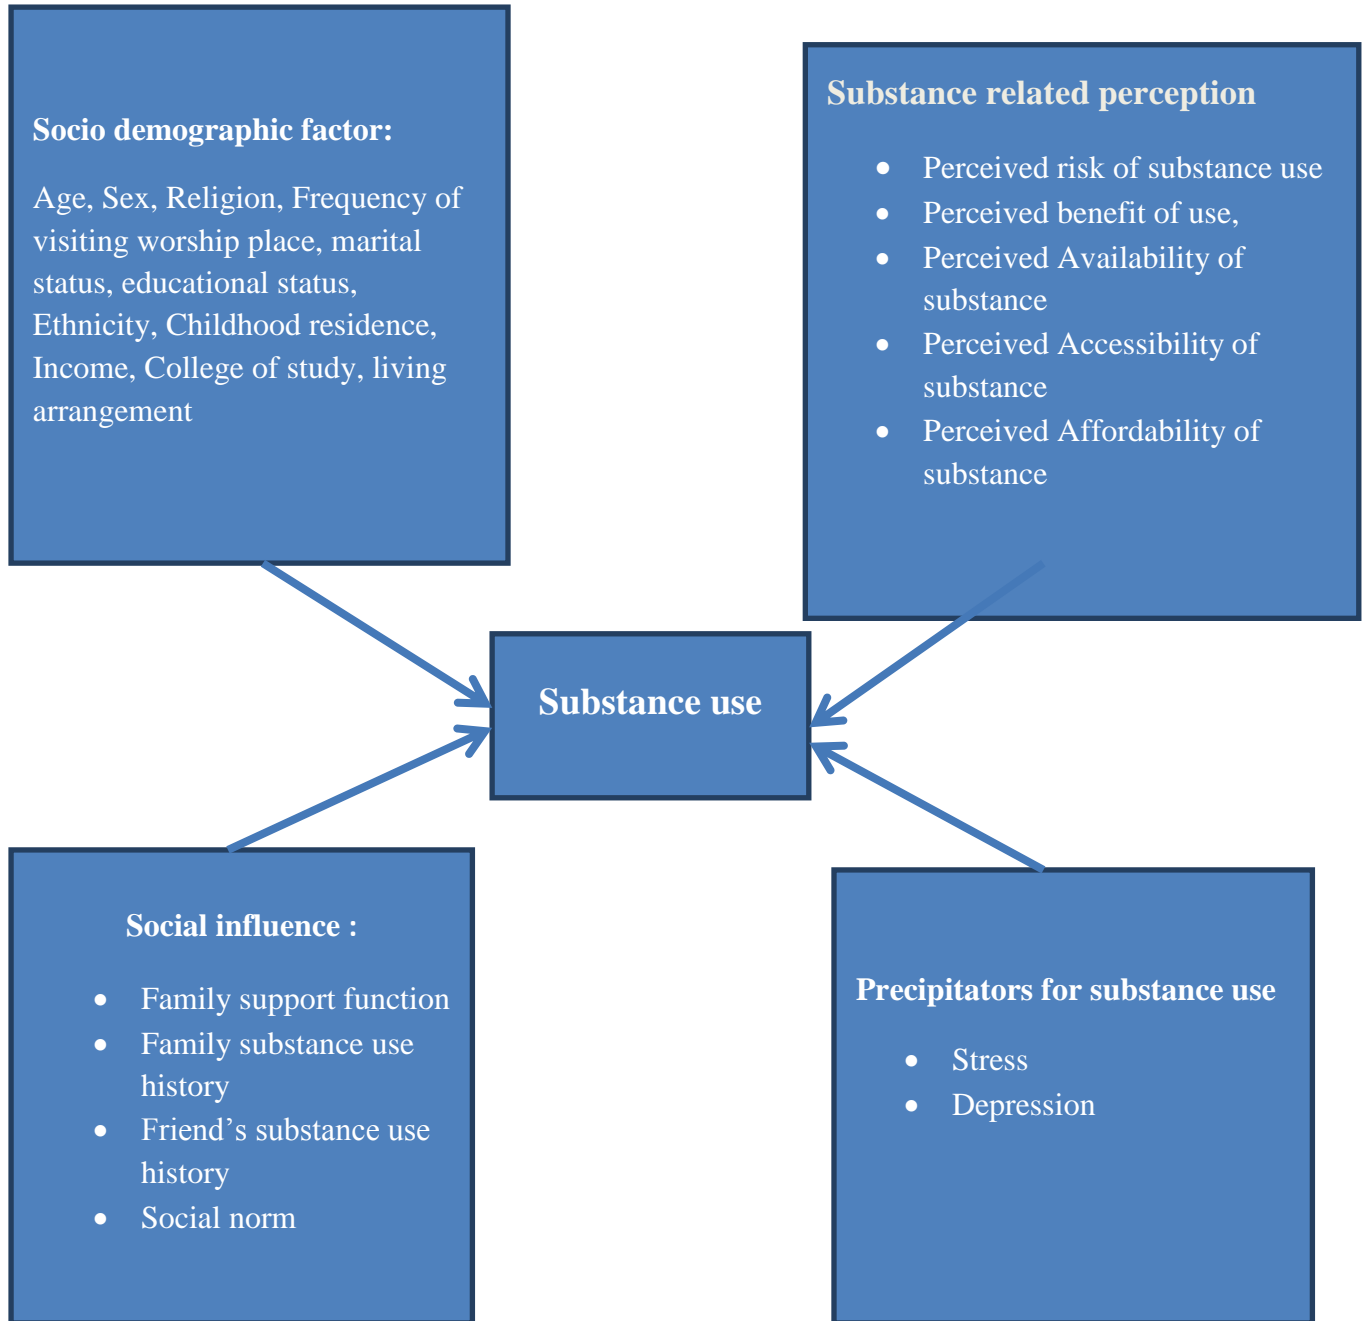 Socio demographic factor:
Age, Sex, Religion, Frequency of
visiting worship place, marital
status, educational status,
Ethnicity, Childhood residence,
Income, College of study, living
arrangement
Substance related perception
• Perceived risk of substance use
• Perceived benefit of use,
• Perceived Availability of
substance
• Perceived Accessibility of
substance
• Perceived Affordability of
substance
Substance use
Social influence :
• Family support function
• Family substance use
history
• Friend’s substance use
history
• Social norm
Precipitators for substance use
• Stress
• Depression